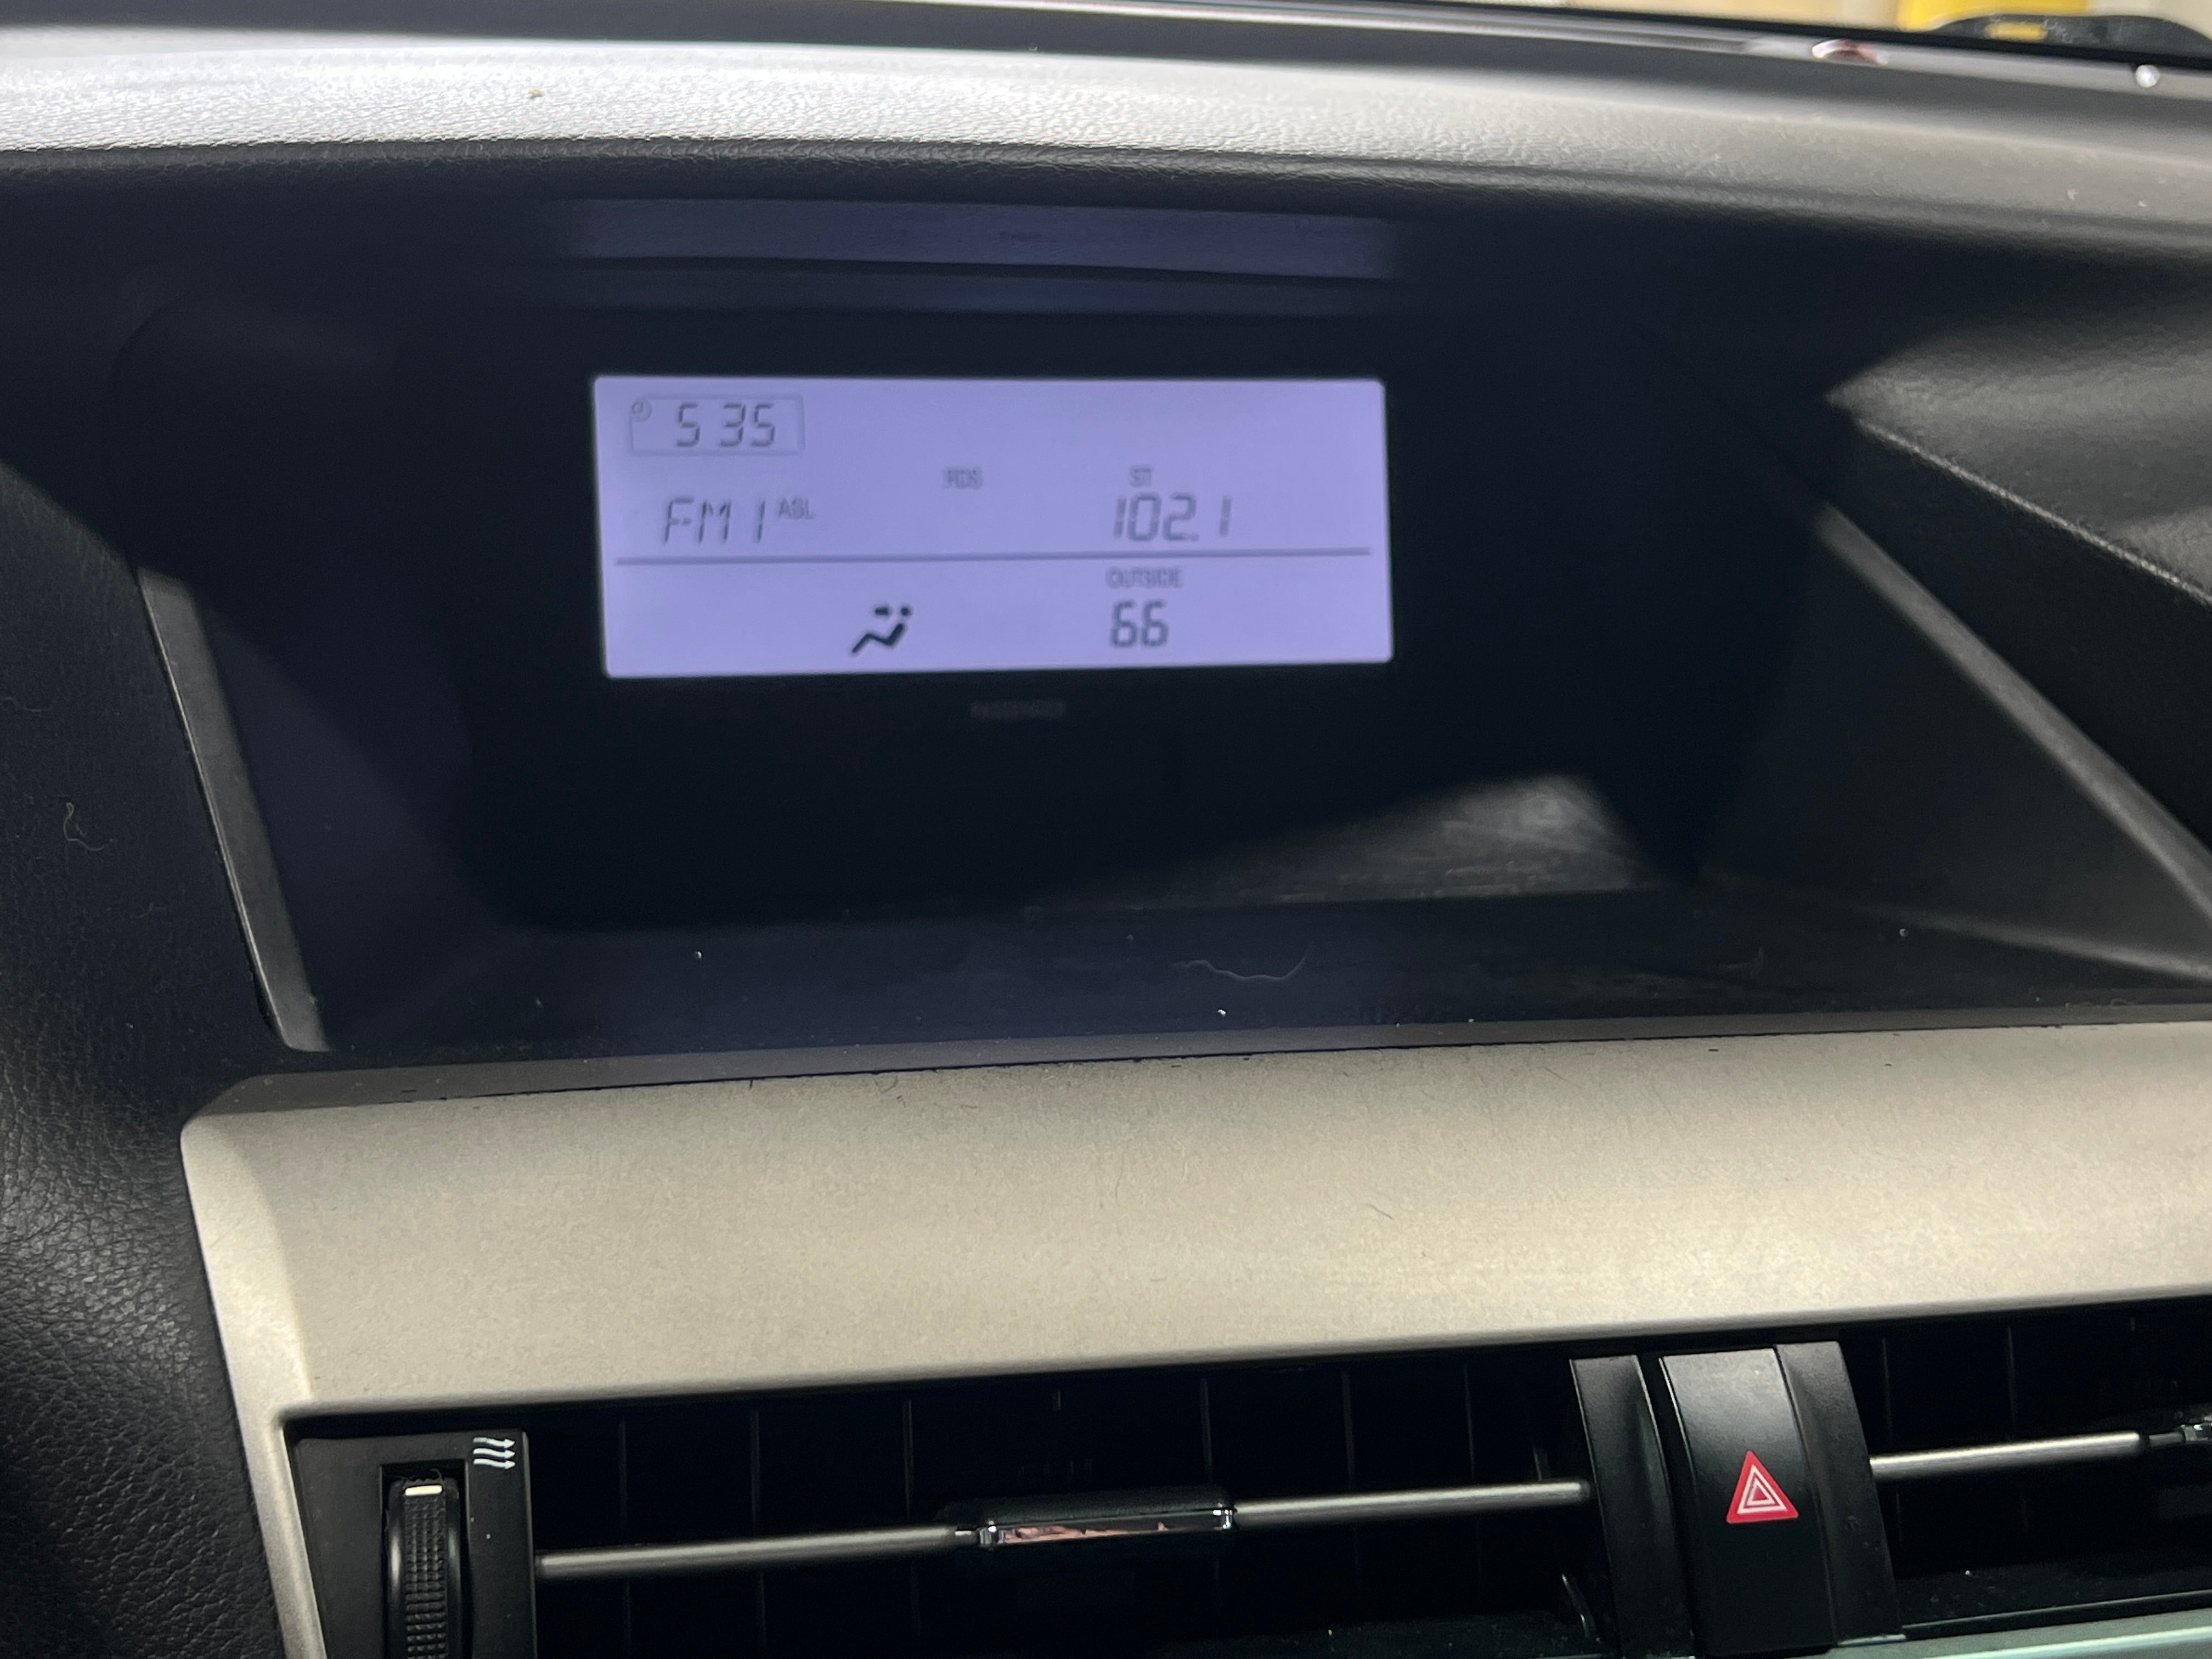 5 35
RDS ST
FM1 ASL 102.1
OUTSIDE
66